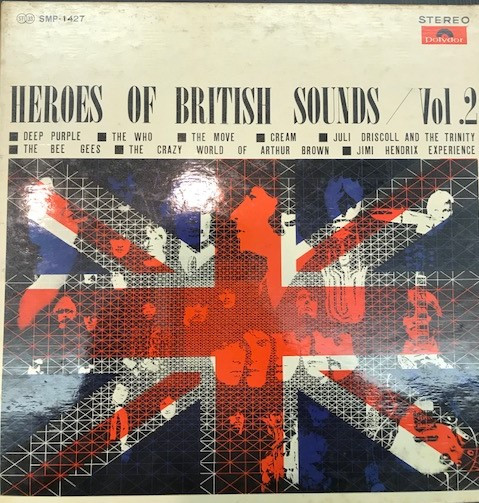 SMP-1427
STEREO
Polydor
HEROES OF BRITISH SOUNDS / Vol.2
■ DEEP PURPLE ■ THE WHO ■ THE MOVE ■ CREAM ■ JULI DRISCOLL AND THE TRINITY
■ THE BEE GEES ■ THE CRAZY WORLD OF ARTHUR BROWN ■ JIMI HENDRIX EXPERIENCE